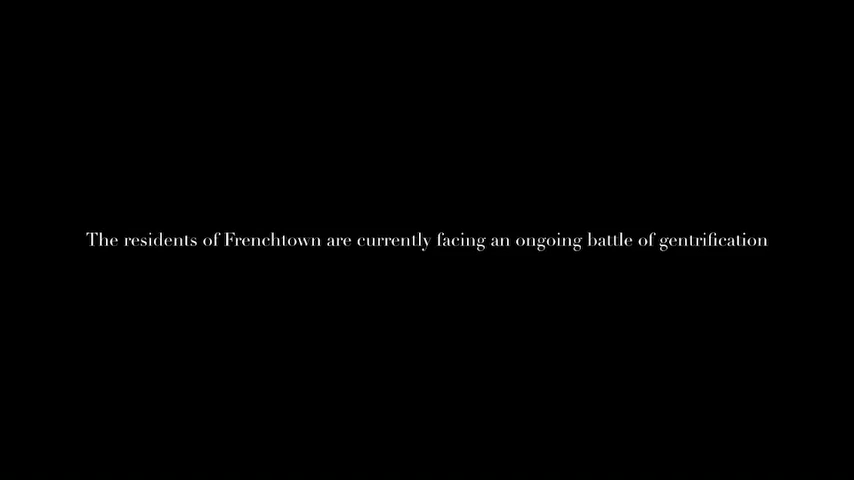 The residents of Frenchtown are currently facing an ongoing battle of gentrification